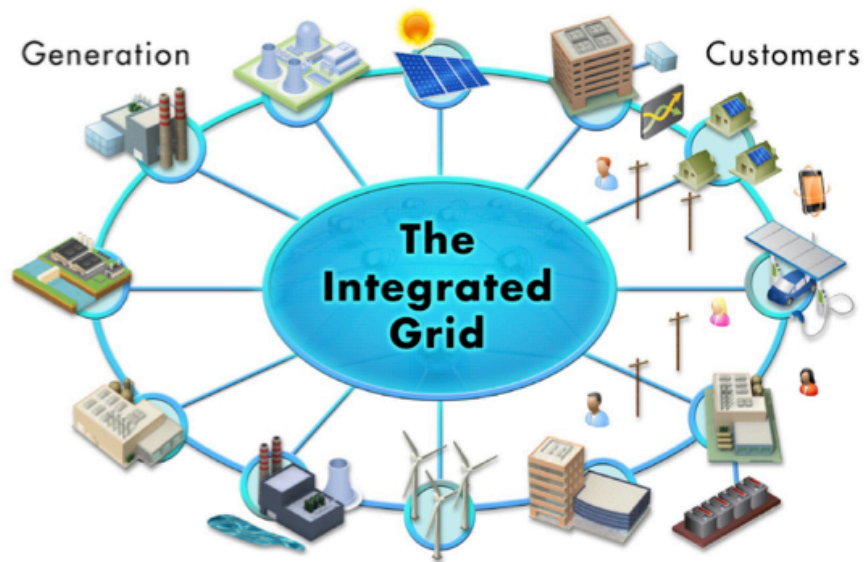 Generation
Customers
The
Integrated
Grid